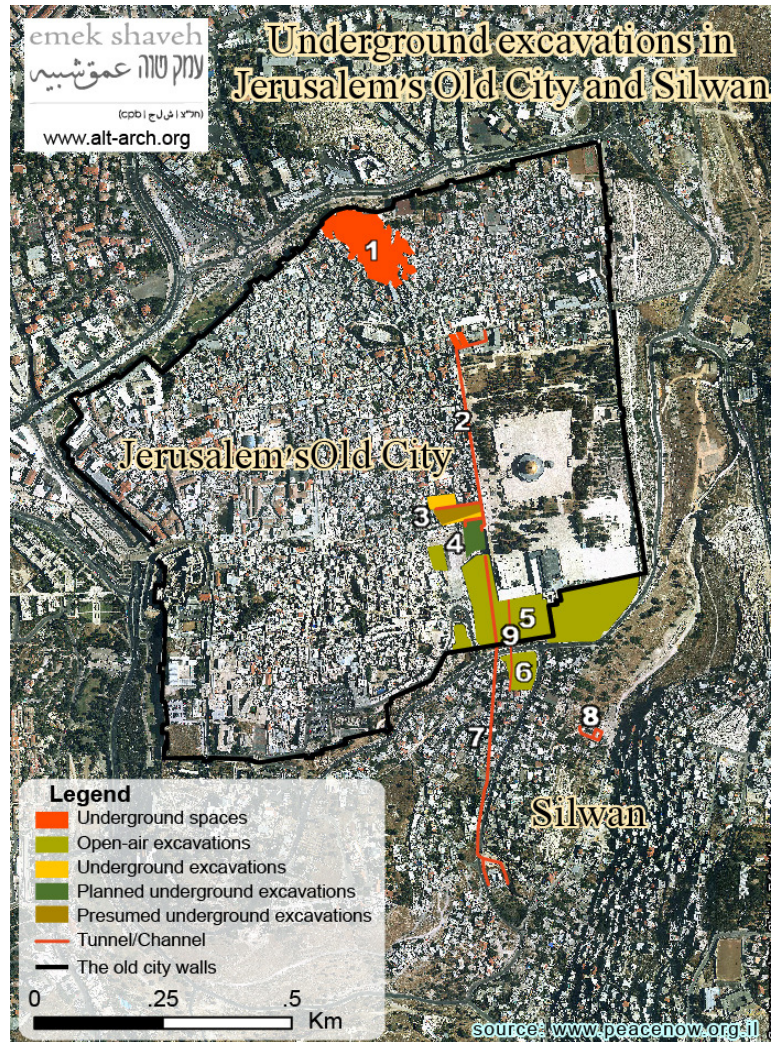 emek shaveh
עמק שווה عمق شبيه
(חל"צ | ش.ل.ج | cpb)
www.alt-arch.org
Underground excavations in
Jerusalem's Old City and Silwan
1
2
Jerusalem'sOld City
3
4
5
9
6
7
8
Silwan
Legend
Underground spaces
Open-air excavations
Underground excavations
Planned underground excavations
Presumed underground excavations
Tunnel/Channel
The old city walls
0 .25 .5
Km
source: www.peacenow.org.il